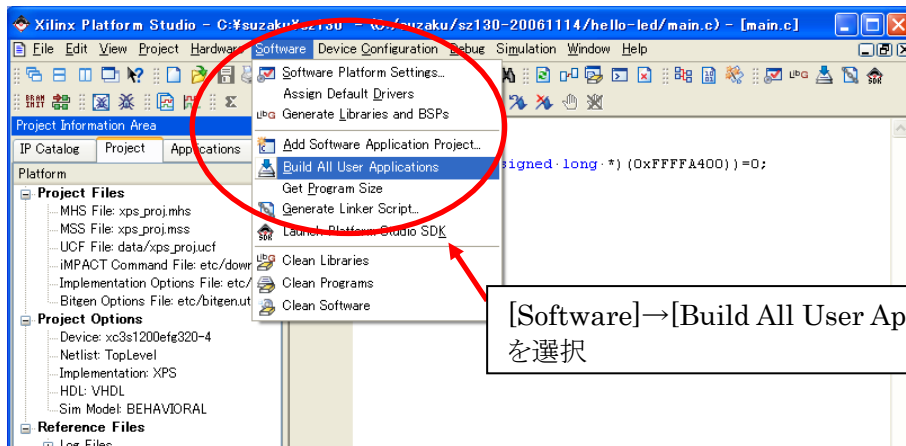 Xilinx Platform Studio - C:¥suzaku¥sz130 - (C:/suzaku/sz130-20061114/hello-led/main.c) - [main.c]
File Edit View Project Hardware Software Device Configuration Debug Simulation Window Help
Project Information Area
IP Catalog Project Applications
Platform
Project Files
MHS File: xps_proj.mhs
MSS File: xps_proj.mss
UCF File: data/xps_proj.ucf
iMPACT Command File: etc/down
Implementation Options File: etc/
Bitgen Options File: etc/bitgen.ut
Project Options
Device: xc3s1200efg320-4
Netlist: TopLevel
Implementation: XPS
HDL: VHDL
Sim Model: BEHAVIORAL
Reference Files
Log Files
Software Platform Settings...
Assign Default Drivers
Generate Libraries and BSPs
Add Software Application Project...
Build All User Applications
Get Program Size
Generate Linker Script...
Launch Platform Studio SDK
Clean Libraries
Clean Programs
Clean Software
signed long *) (0xFFFFA400))=0;
[Software]→[Build All User Ap
を選択